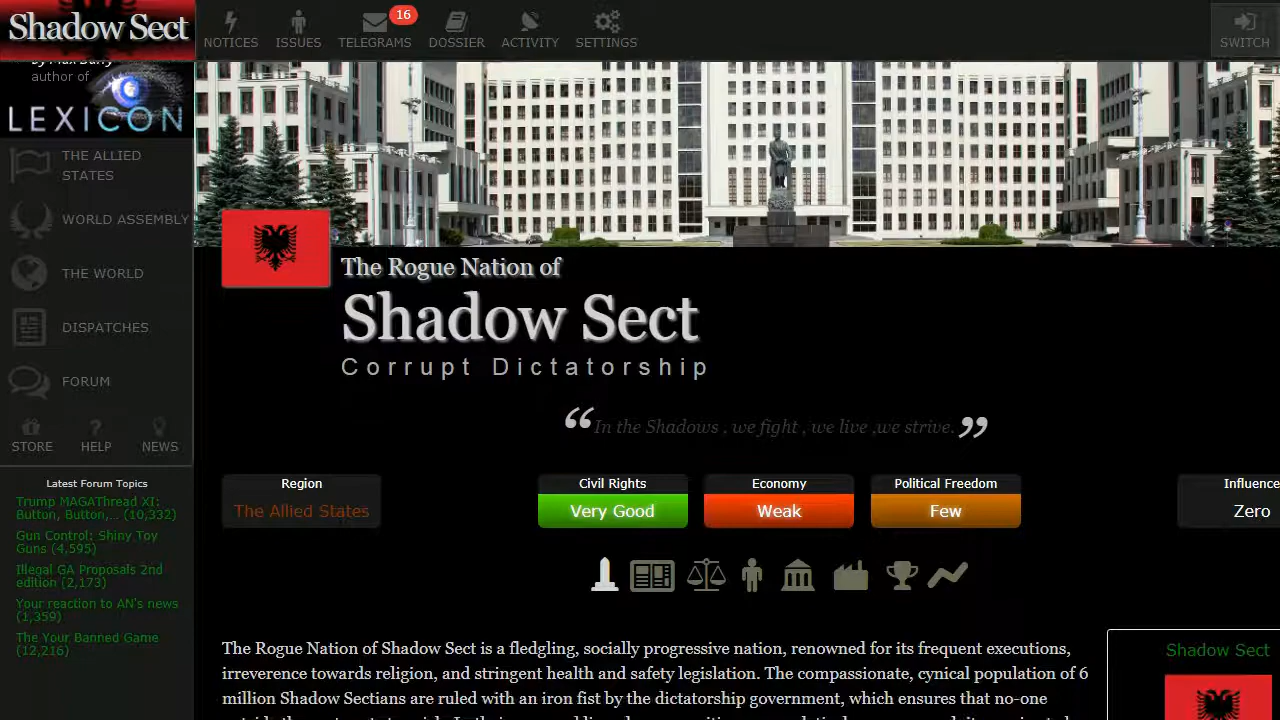 Shadow Sect
NOTICES
ISSUES
TELEGRAMS
16
DOSSIER
ACTIVITY
SETTINGS
SWITCH
by Max Barry
author of
LEXICON
THE ALLIED
STATES
WORLD ASSEMBLY
THE WORLD
DISPATCHES
FORUM
STORE
HELP
NEWS
Latest Forum Topics
Trump MAGAThread XI:
Button, Button,... (10,332)
Gun Control: Shiny Toy
Guns (4,595)
Illegal GA Proposals 2nd
edition (2,173)
Your reaction to AN's news
(1,359)
The Your Banned Game
(12,216)
The Rogue Nation of
Shadow Sect
Corrupt Dictatorship
“In the Shadows , we fight , we live ,we strive.”
Region
The Allied States
Civil Rights
Very Good
Economy
Weak
Political Freedom
Few
Influence
Zero
The Rogue Nation of Shadow Sect is a fledgling, socially progressive nation, renowned for its frequent executions,
irreverence towards religion, and stringent health and safety legislation. The compassionate, cynical population of 6
million Shadow Sectians are ruled with an iron fist by the dictatorship government, which ensures that no-one
Shadow Sect